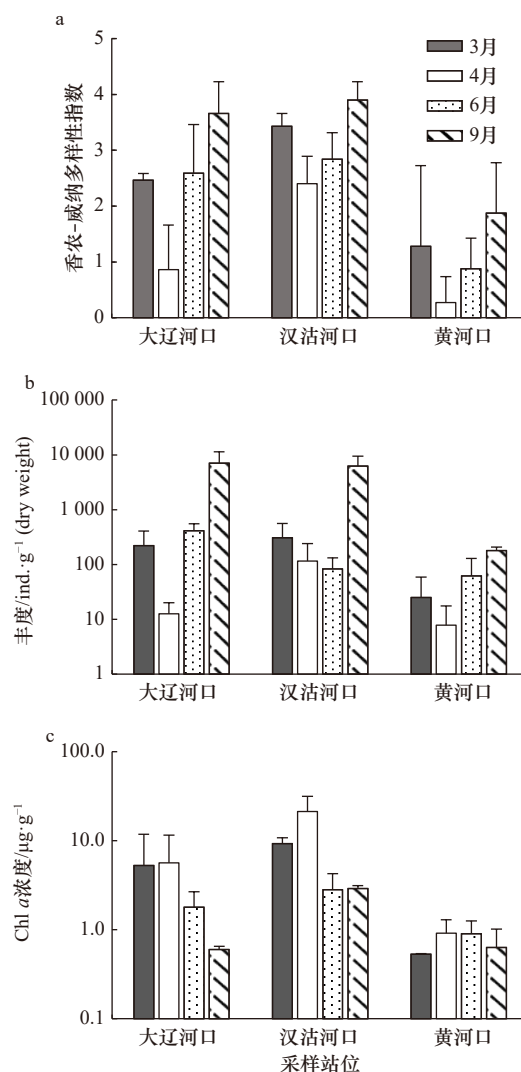 a
香农-威纳多样性指数
5
4
3
2
1
0
3月
4月
6月
9月
大辽河口 汉沽河口 黄河口
b
丰度/ind.·g⁻¹ (dry weight)
100 000
10 000
1 000
100
10
1
大辽河口 汉沽河口 黄河口
c
Chl a浓度/μg·g⁻¹
100.0
10.0
1.0
0.1
大辽河口 汉沽河口 黄河口
采样站位